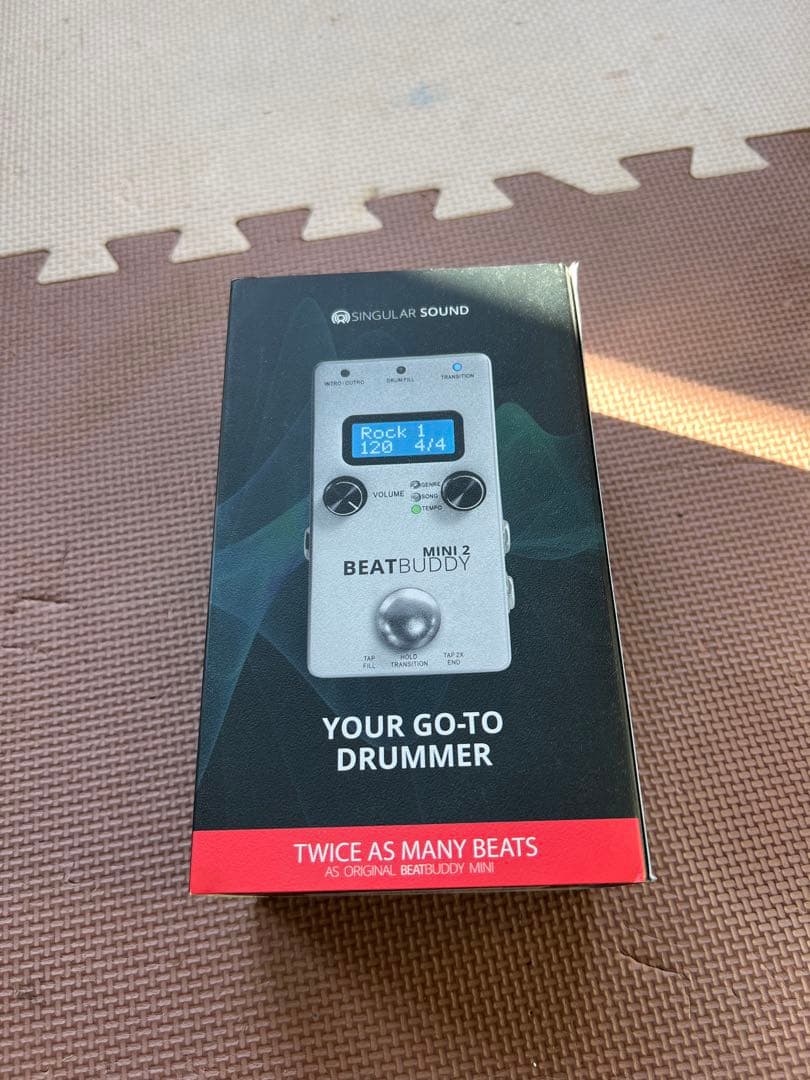 SINGULAR SOUND
INTRO/OUTRO DRUM FILL TRANSITION
Rock 1
120 4/4
VOLUME
GENRE
SONG
TEMPO
MINI 2
BEATBUDDY
TAP FILL
HOLD TRANSITION
TAP 2X END
YOUR GO-TO
DRUMMER
TWICE AS MANY BEATS
AS ORIGINAL BEATBUDDY MINI